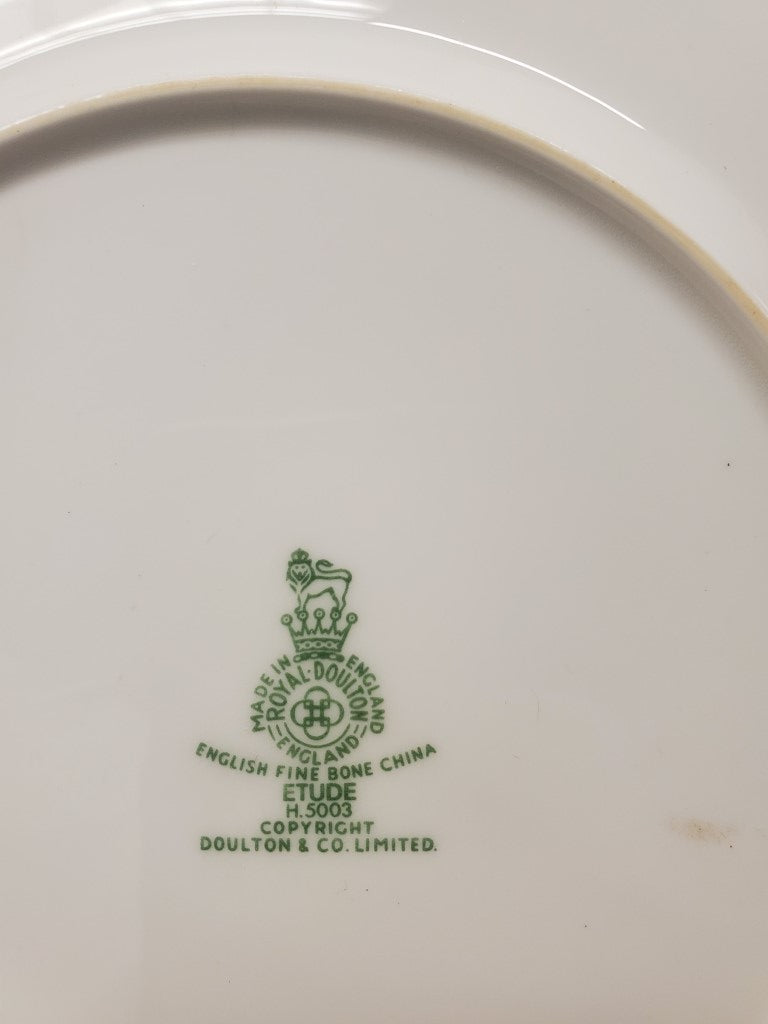 MADE IN ENGLAND
ROYAL·DOULTON
ENGLAND
ENGLISH FINE BONE CHINA
ETUDE
H.5003
COPYRIGHT
DOULTON & CO. LIMITED.